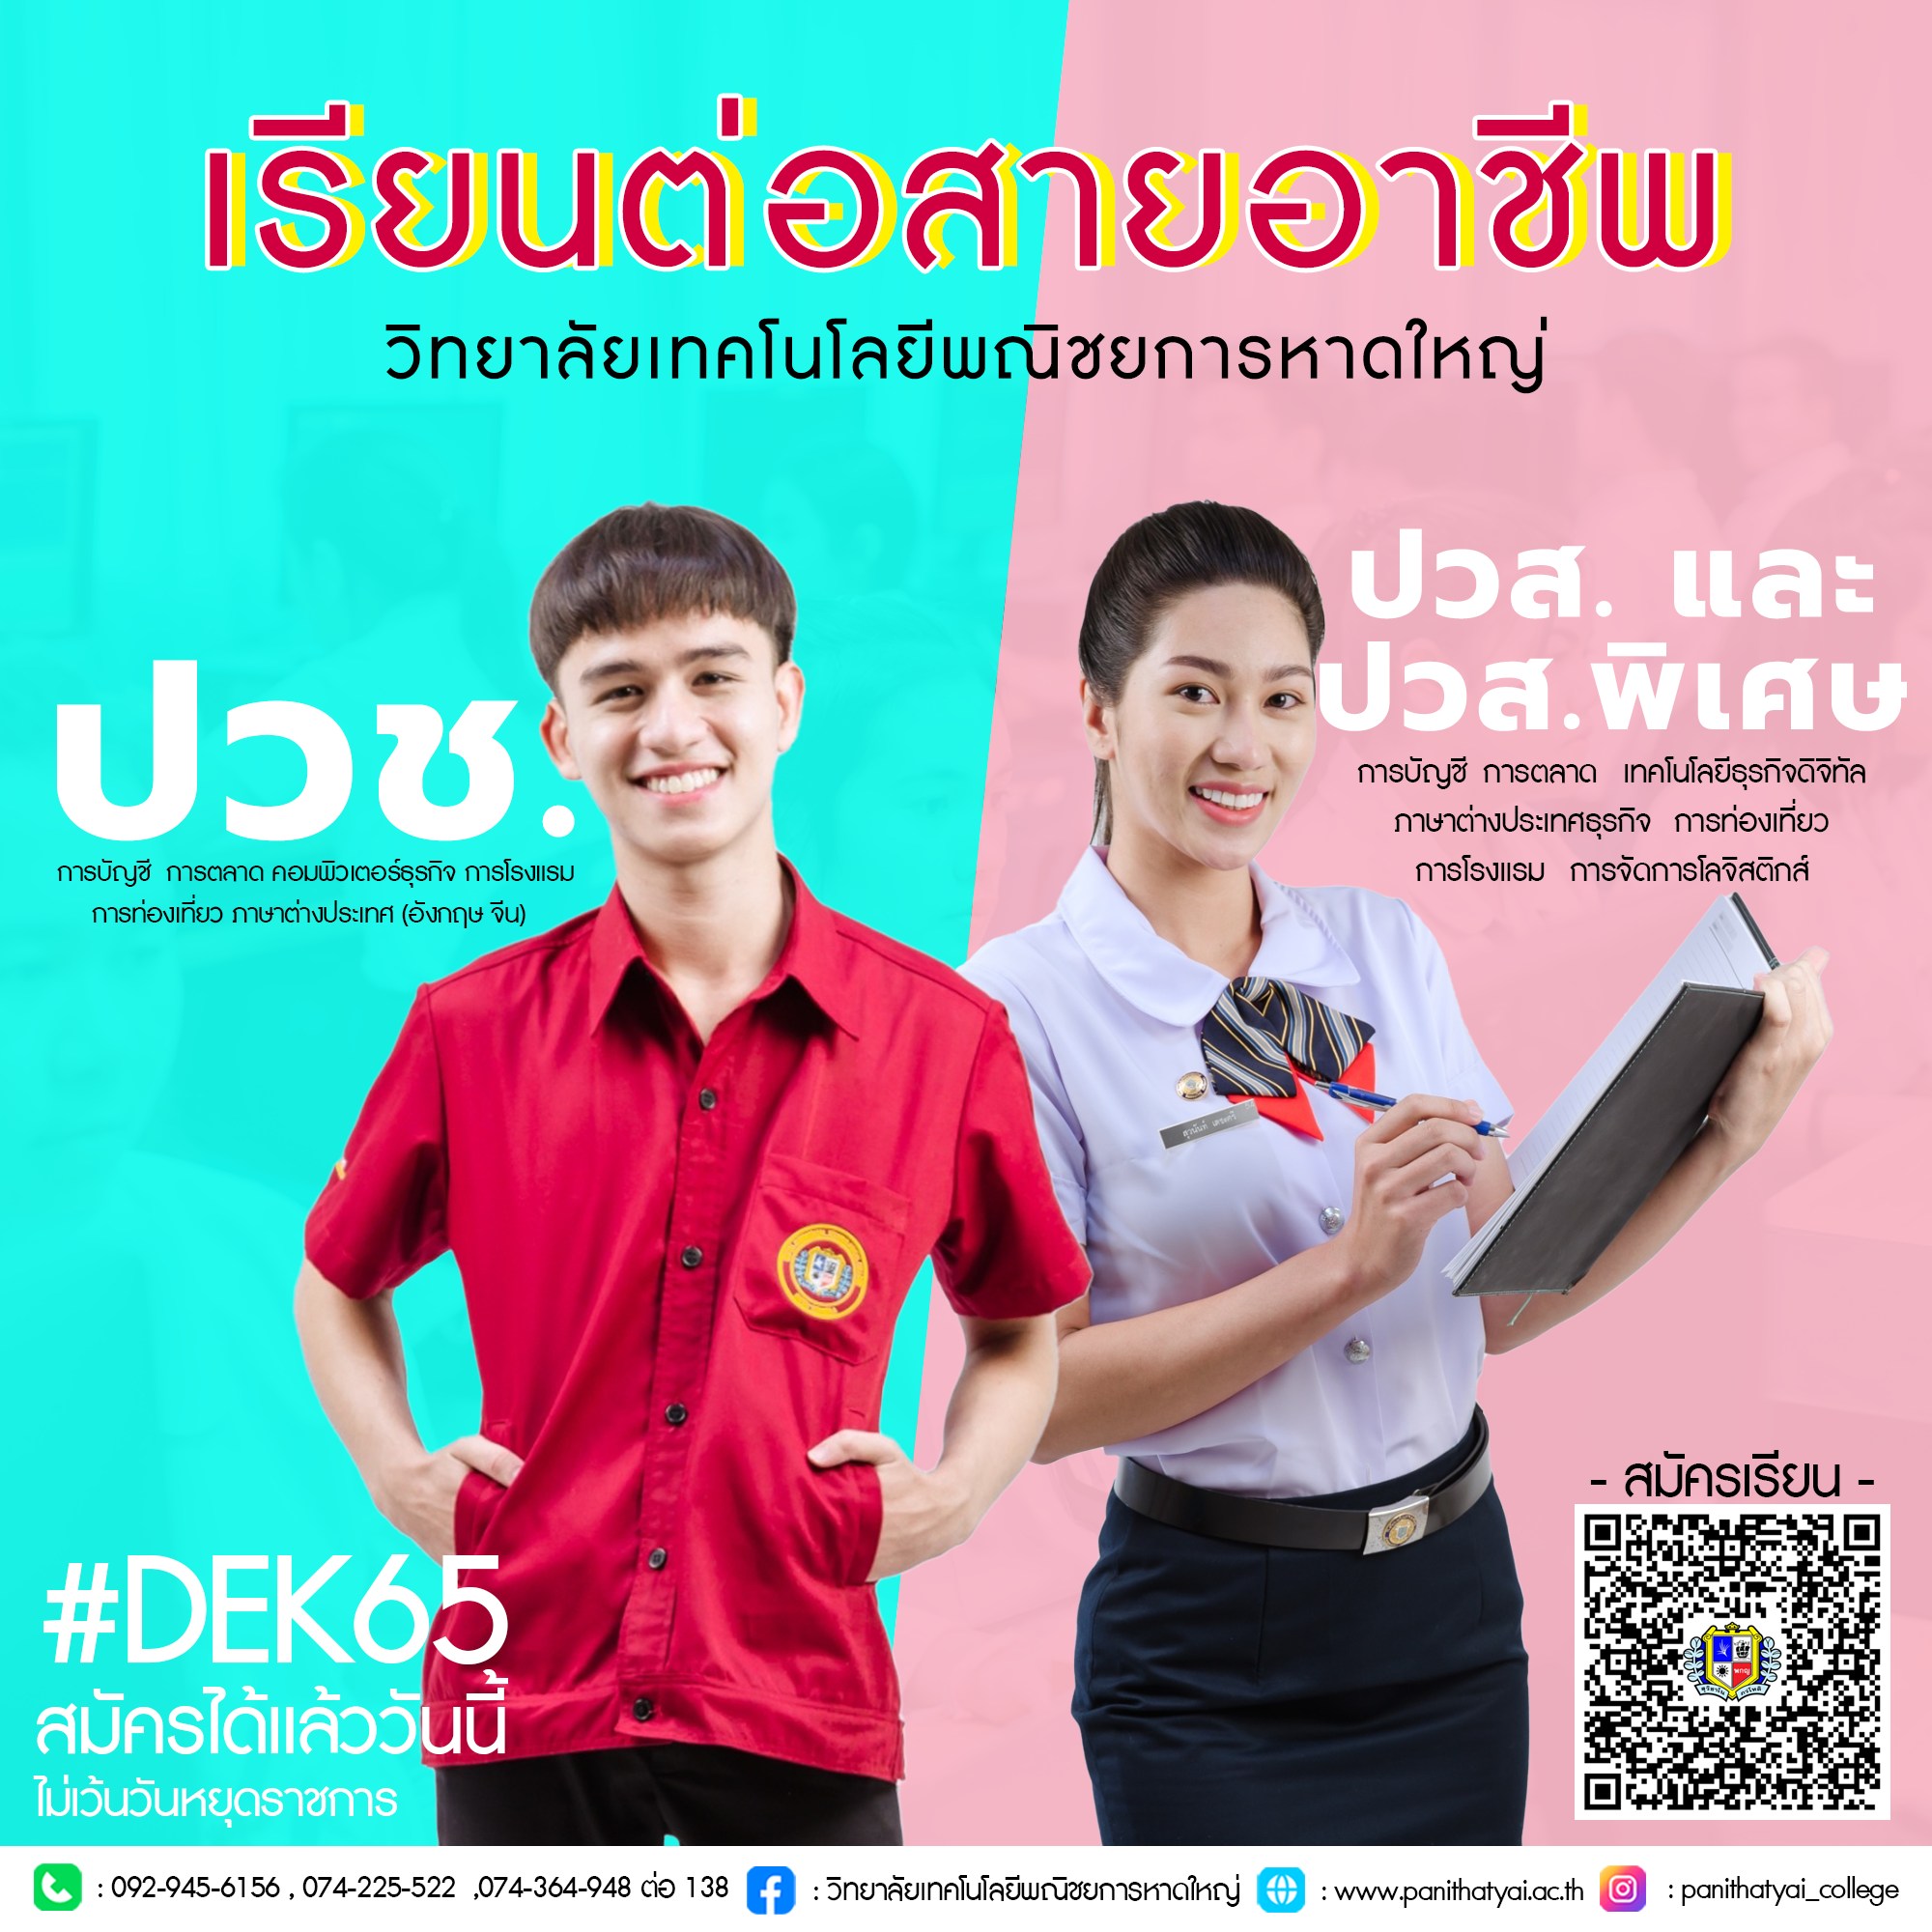 เรียนต่อสายอาชีพ
วิทยาลัยเทคโนโลยีพณิชยการหาดใหญ่
ปวช.
การบัญชี การตลาด คอมพิวเตอร์ธุรกิจ การโรงแรม
การท่องเที่ยว ภาษาต่างประเทศ (อังกฤษ จีน)
ปวส. และ
ปวส.พิเศษ
การบัญชี การตลาด เทคโนโลยีธุรกิจดิจิทัล
ภาษาต่างประเทศธุรกิจ การท่องเที่ยว
การโรงแรม การจัดการโลจิสติกส์
- สมัครเรียน -
พกญ
#DEK65
สมัครได้แล้ววันนี้
ไม่เว้นวันหยุดราชการ
: 092-945-6156 , 074-225-522 ,074-364-948 ต่อ 138 : วิทยาลัยเทคโนโลยีพณิชยการหาดใหญ่ : www.panithatyai.ac.th : panithatyai_college